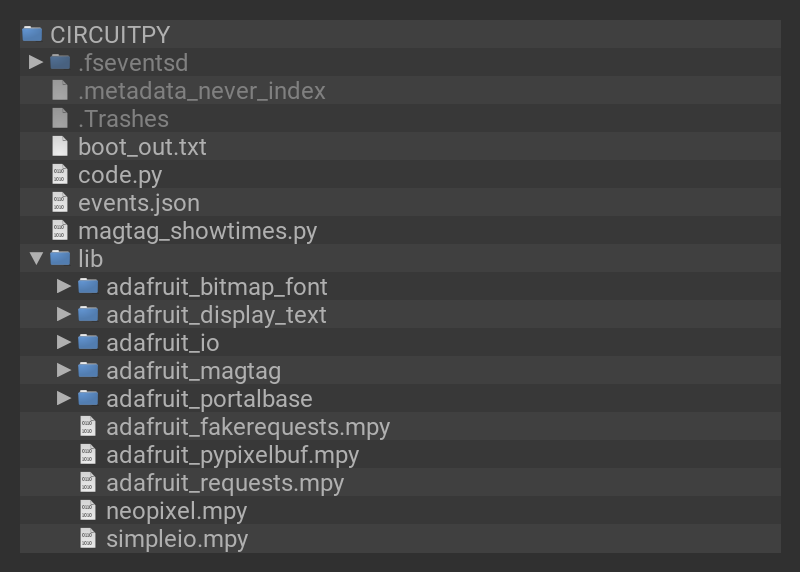 CIRCUITPY
.fseventsd
.metadata_never_index
.Trashes
boot_out.txt
code.py
events.json
magtag_showtimes.py
lib
adafruit_bitmap_font
adafruit_display_text
adafruit_io
adafruit_magtag
adafruit_portalbase
adafruit_fakerequests.mpy
adafruit_pypixelbuf.mpy
adafruit_requests.mpy
neopixel.mpy
simpleio.mpy